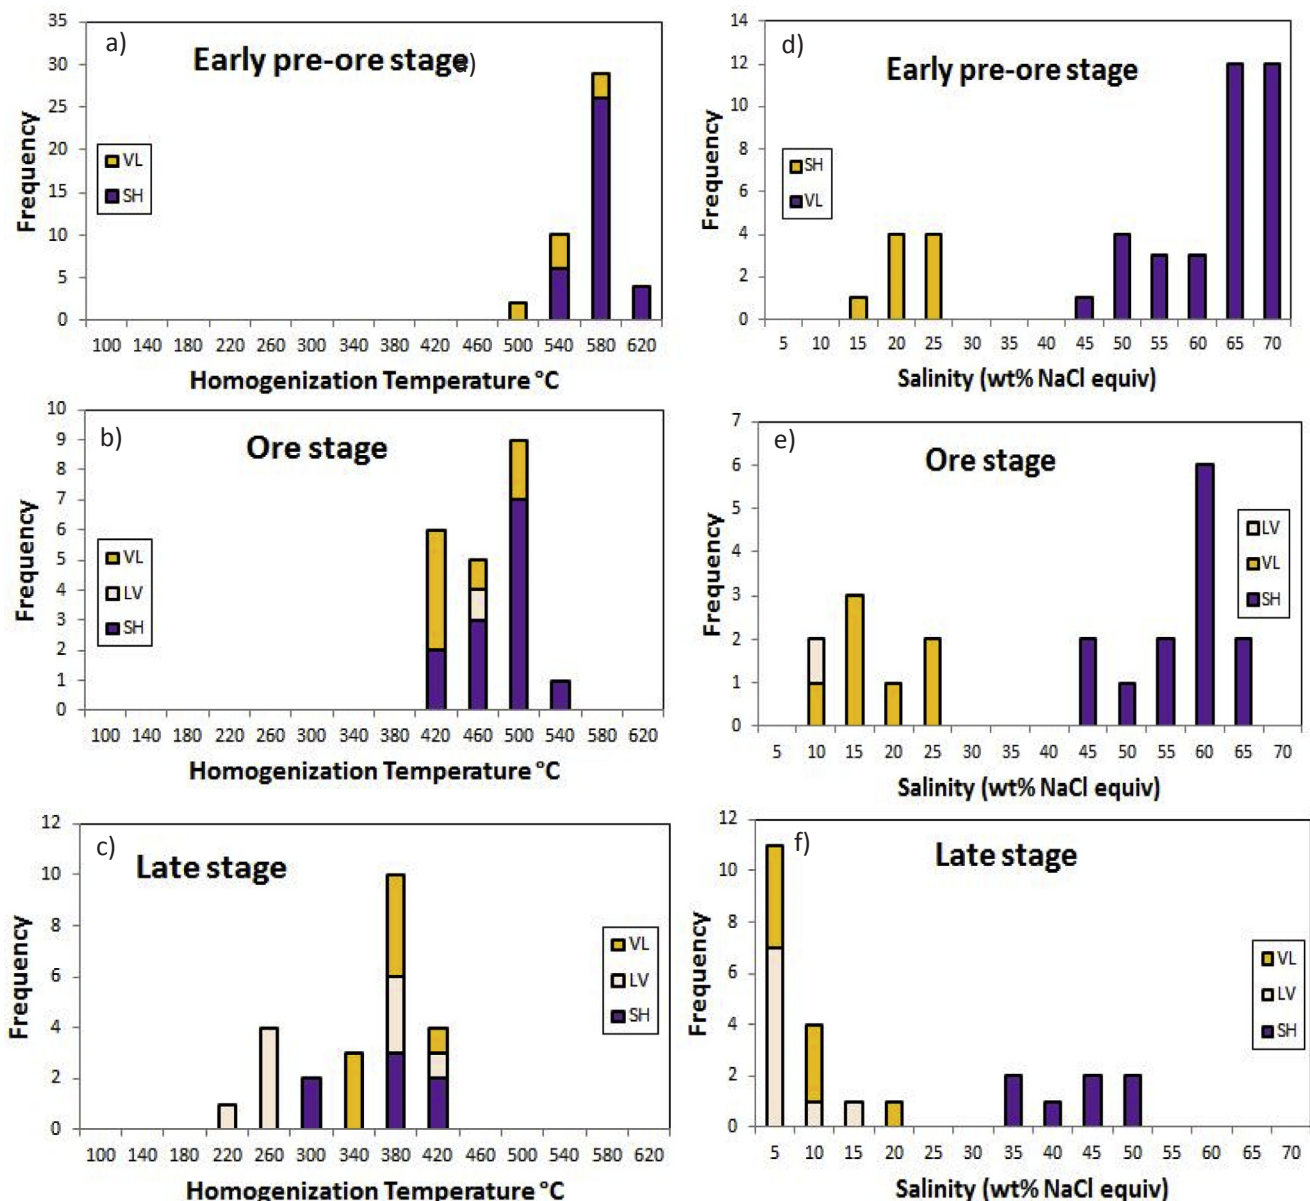 a)
Early pre-ore stage
a)
35
30
25
20
15
10
5
0
Frequency
VL
SH
100 140 180 220 260 300 340 380 420 460 500 540 580 620
Homogenization Temperature °C
d)
Early pre-ore stage
14
12
10
8
6
4
2
0
Frequency
SH
VL
5 10 15 20 25 30 35 40 45 50 55 60 65 70
Salinity (wt% NaCl equiv)
b)
Ore stage
10
9
8
7
6
5
4
3
2
1
0
Frequency
VL
LV
SH
100 140 180 220 260 300 340 380 420 460 500 540 580 620
Homogenization Temperature °C
e)
Ore stage
7
6
5
4
3
2
1
0
Frequency
LV
VL
SH
5 10 15 20 25 30 35 40 45 50 55 60 65 70
Salinity (wt% NaCl equiv)
c)
Late stage
12
10
8
6
4
2
0
Frequency
VL
LV
SH
100 140 180 220 260 300 340 380 420 460 500 540 580 620
Homogenization Temperature °C
f)
Late stage
12
10
8
6
4
2
0
Frequency
VL
LV
SH
5 10 15 20 25 30 35 40 45 50 55 60 65 70
Salinity (wt% NaCl equiv)